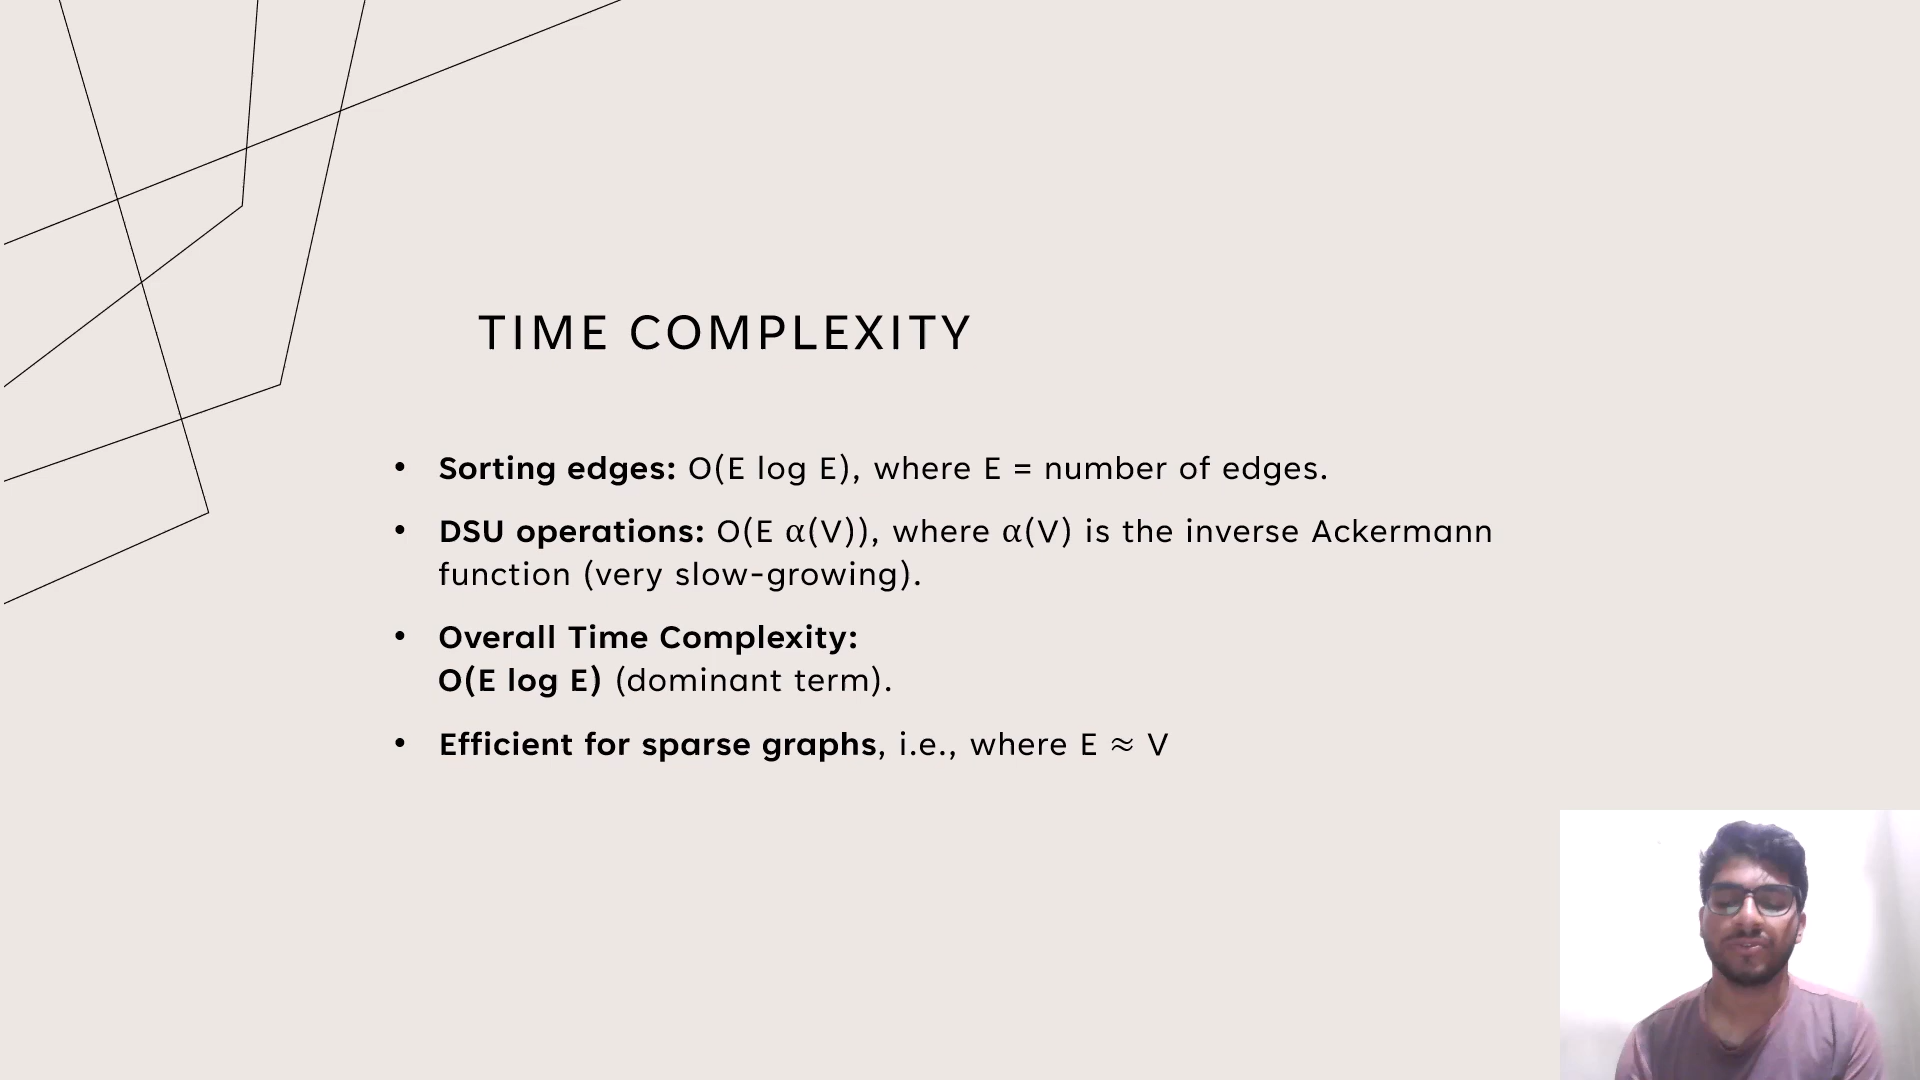 TIME COMPLEXITY
• Sorting edges: O(E log E), where E = number of edges.
• DSU operations: O(E α(V)), where α(V) is the inverse Ackermann
function (very slow-growing).
• Overall Time Complexity:
O(E log E) (dominant term).
• Efficient for sparse graphs, i.e., where E ≈ V